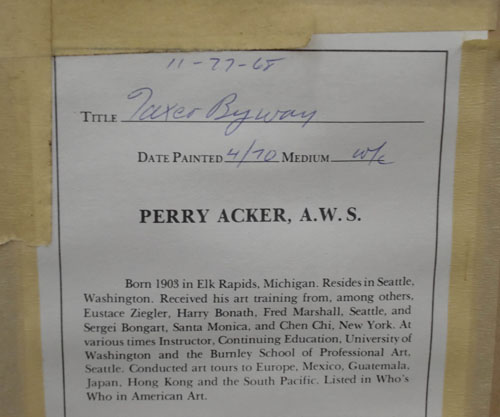 11-77-68
TITLE Taxco Byway
DATE PAINTED 4/70 MEDIUM w/c
PERRY ACKER, A.W.S.
Born 1903 in Elk Rapids, Michigan. Resides in Seattle,
Washington. Received his art training from, among others,
Eustace Ziegler, Harry Bonath, Fred Marshall, Seattle, and
Sergei Bongart, Santa Monica, and Chen Chi, New York. At
various times Instructor, Continuing Education, University of
Washington and the Burnley School of Professional Art,
Seattle. Conducted art tours to Europe, Mexico, Guatemala,
Japan, Hong Kong and the South Pacific. Listed in Who's
Who in American Art.